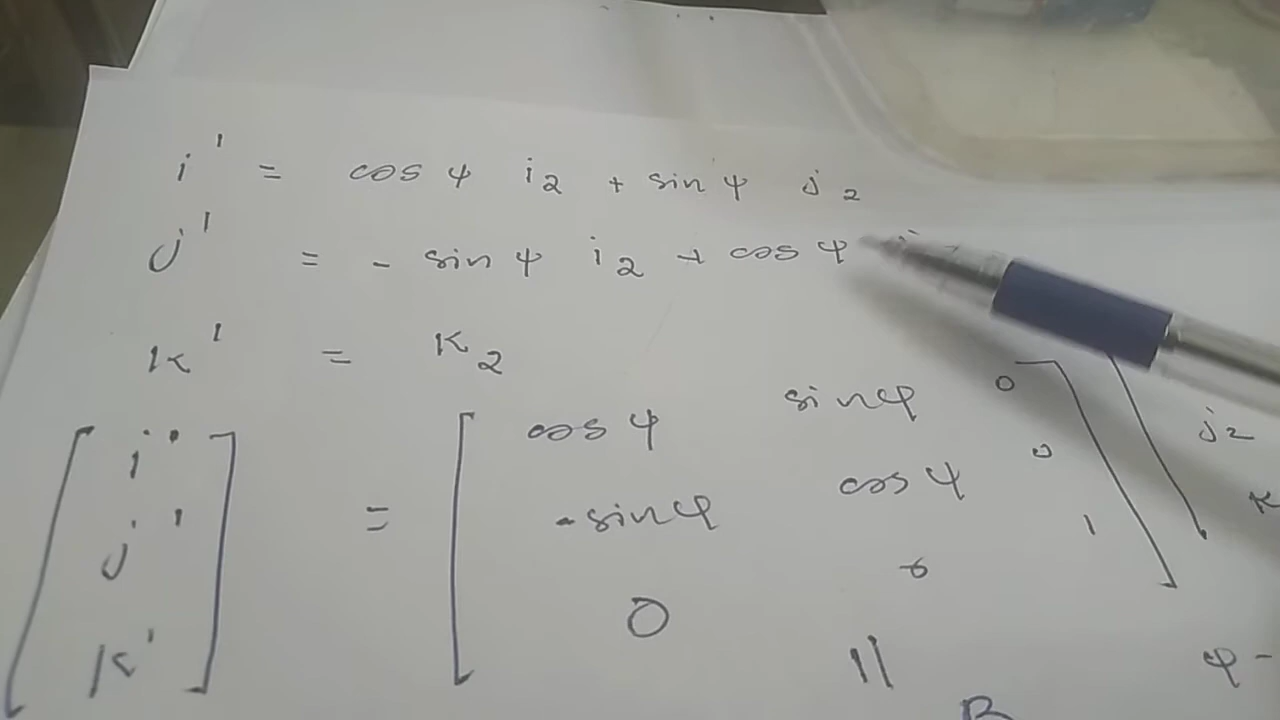 i' = cos ψ i₂ + sin ψ j₂
j' = - sin ψ i₂ + cos ψ
k' = k₂
[ i' ] = [ cos ψ sin ψ 0 ]
[ j' ] [ -sin ψ cos ψ 0 ] j₂
[ k' ] [ 0 0 1 ] k
|| ψ -
B